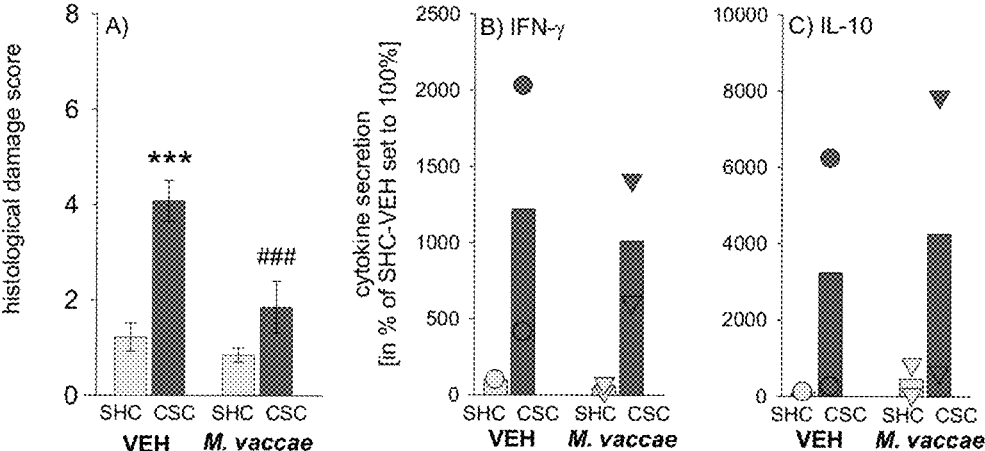 A)
histological damage score
8
6
4
2
0
***
###
SHC CSC SHC CSC
VEH M. vaccae
B) IFN-γ
cytokine secretion
[in % of SHC-VEH set to 100%]
2500
2000
1500
1000
500
0
SHC CSC SHC CSC
VEH M. vaccae
C) IL-10
10000
8000
6000
4000
2000
0
SHC CSC SHC CSC
VEH M. vaccae